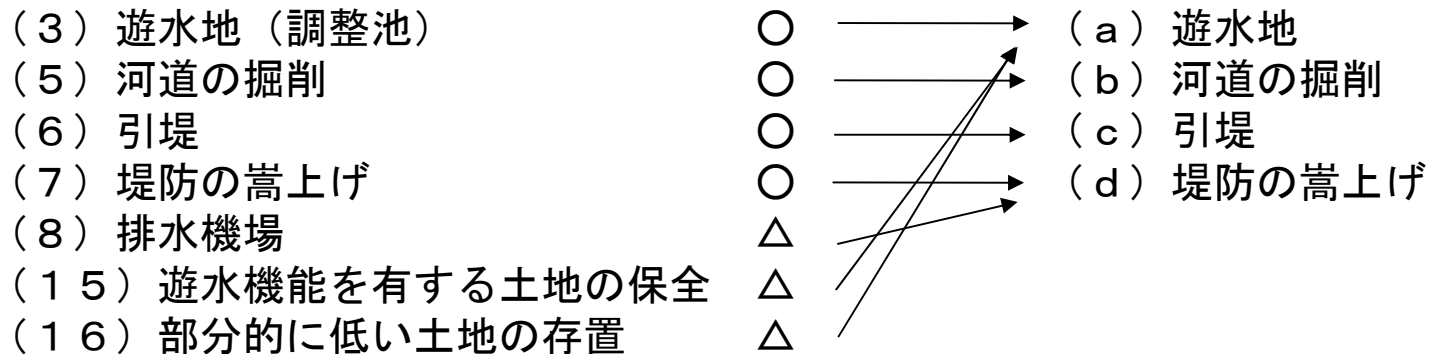 (3)遊水地(調整池) ○ (a)遊水地
(5)河道の掘削 ○ (b)河道の掘削
(6)引堤 ○ (c)引堤
(7)堤防の嵩上げ ○ (d)堤防の嵩上げ
(8)排水機場 △
(15)遊水機能を有する土地の保全 △
(16)部分的に低い土地の存置 △